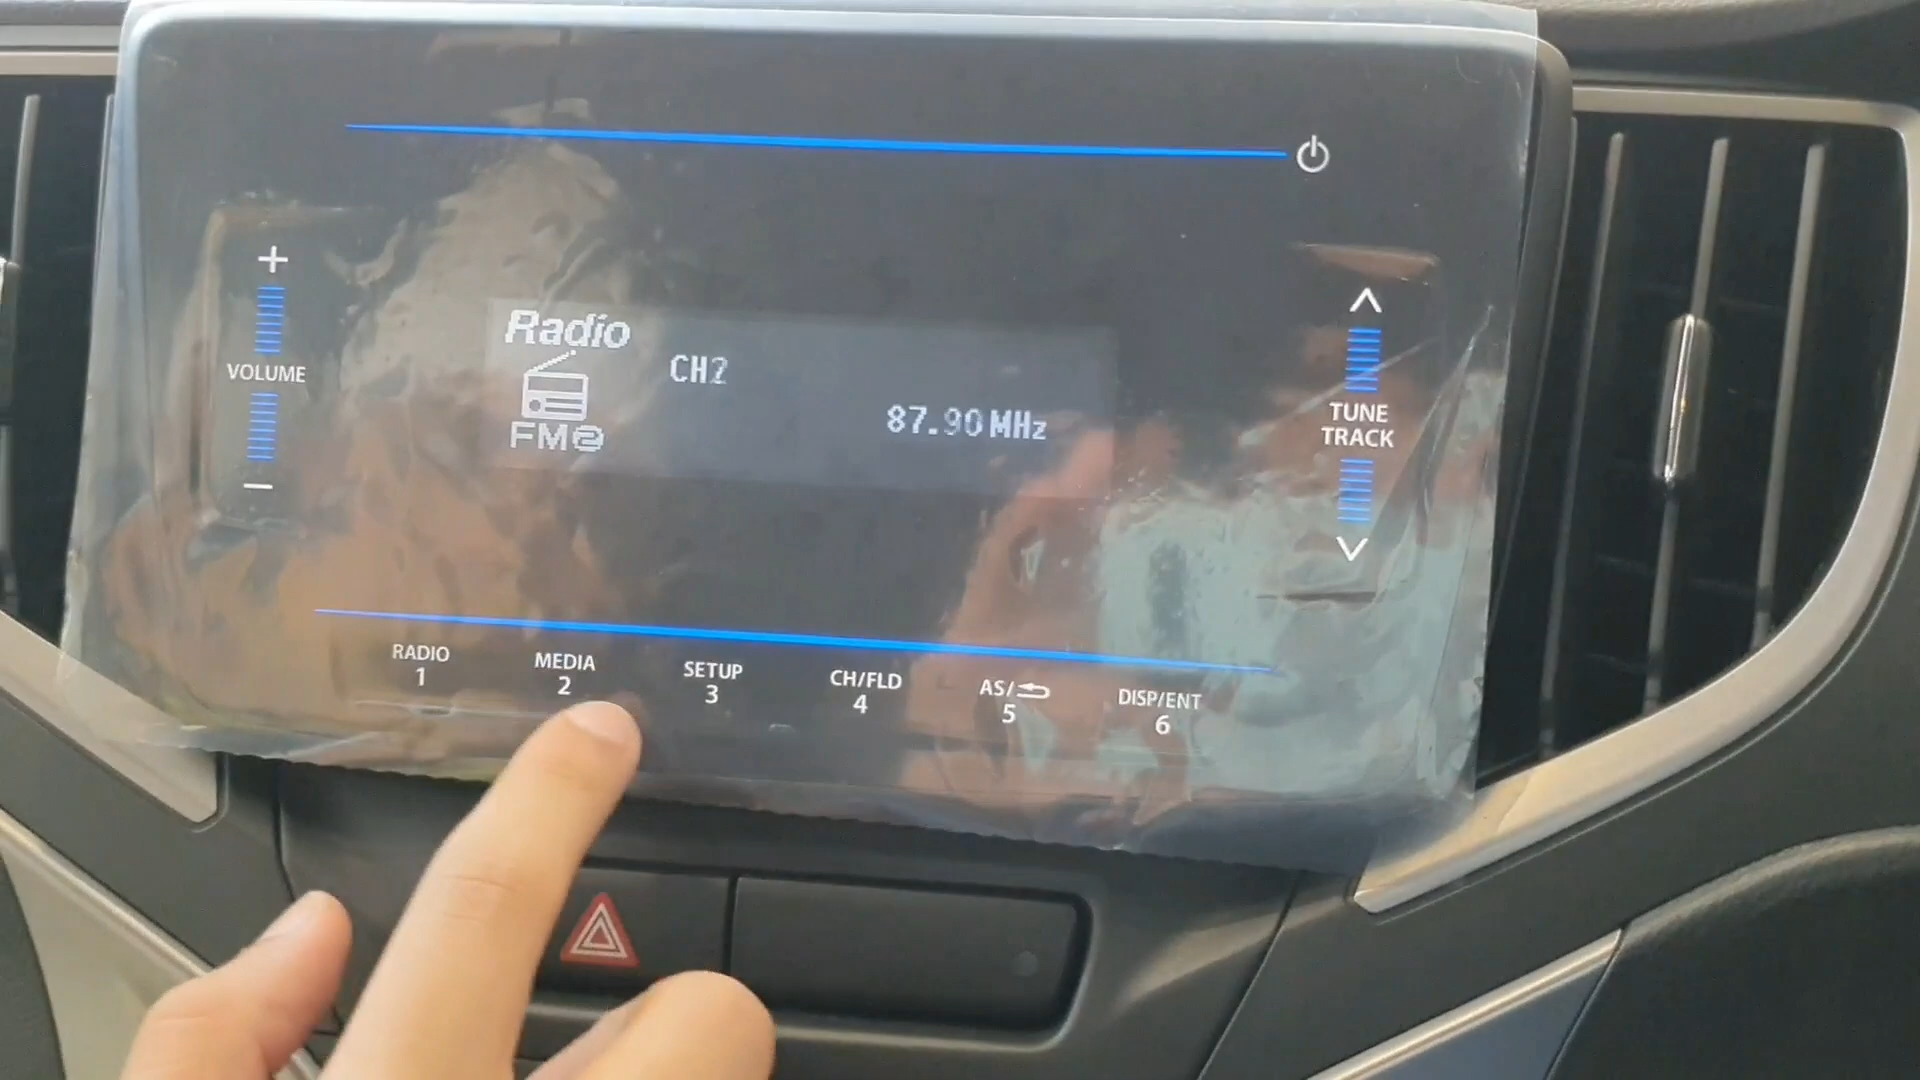 +
VOLUME
−
Radio
CH2
FM2
87.90 MHz
TUNE
TRACK
RADIO
1
MEDIA
2
SETUP
3
CH/FLD
4
AS/
5
DISP/ENT
6